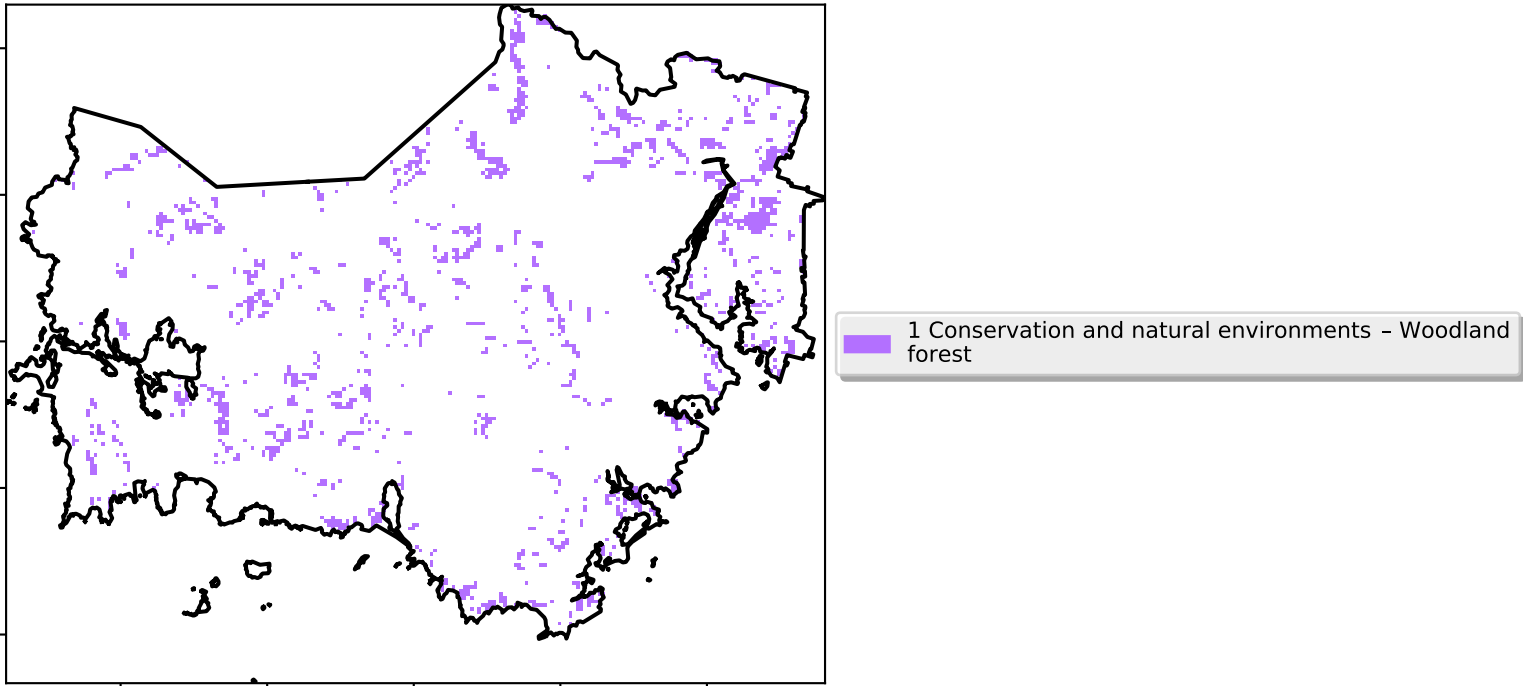 1 Conservation and natural environments – Woodland
forest